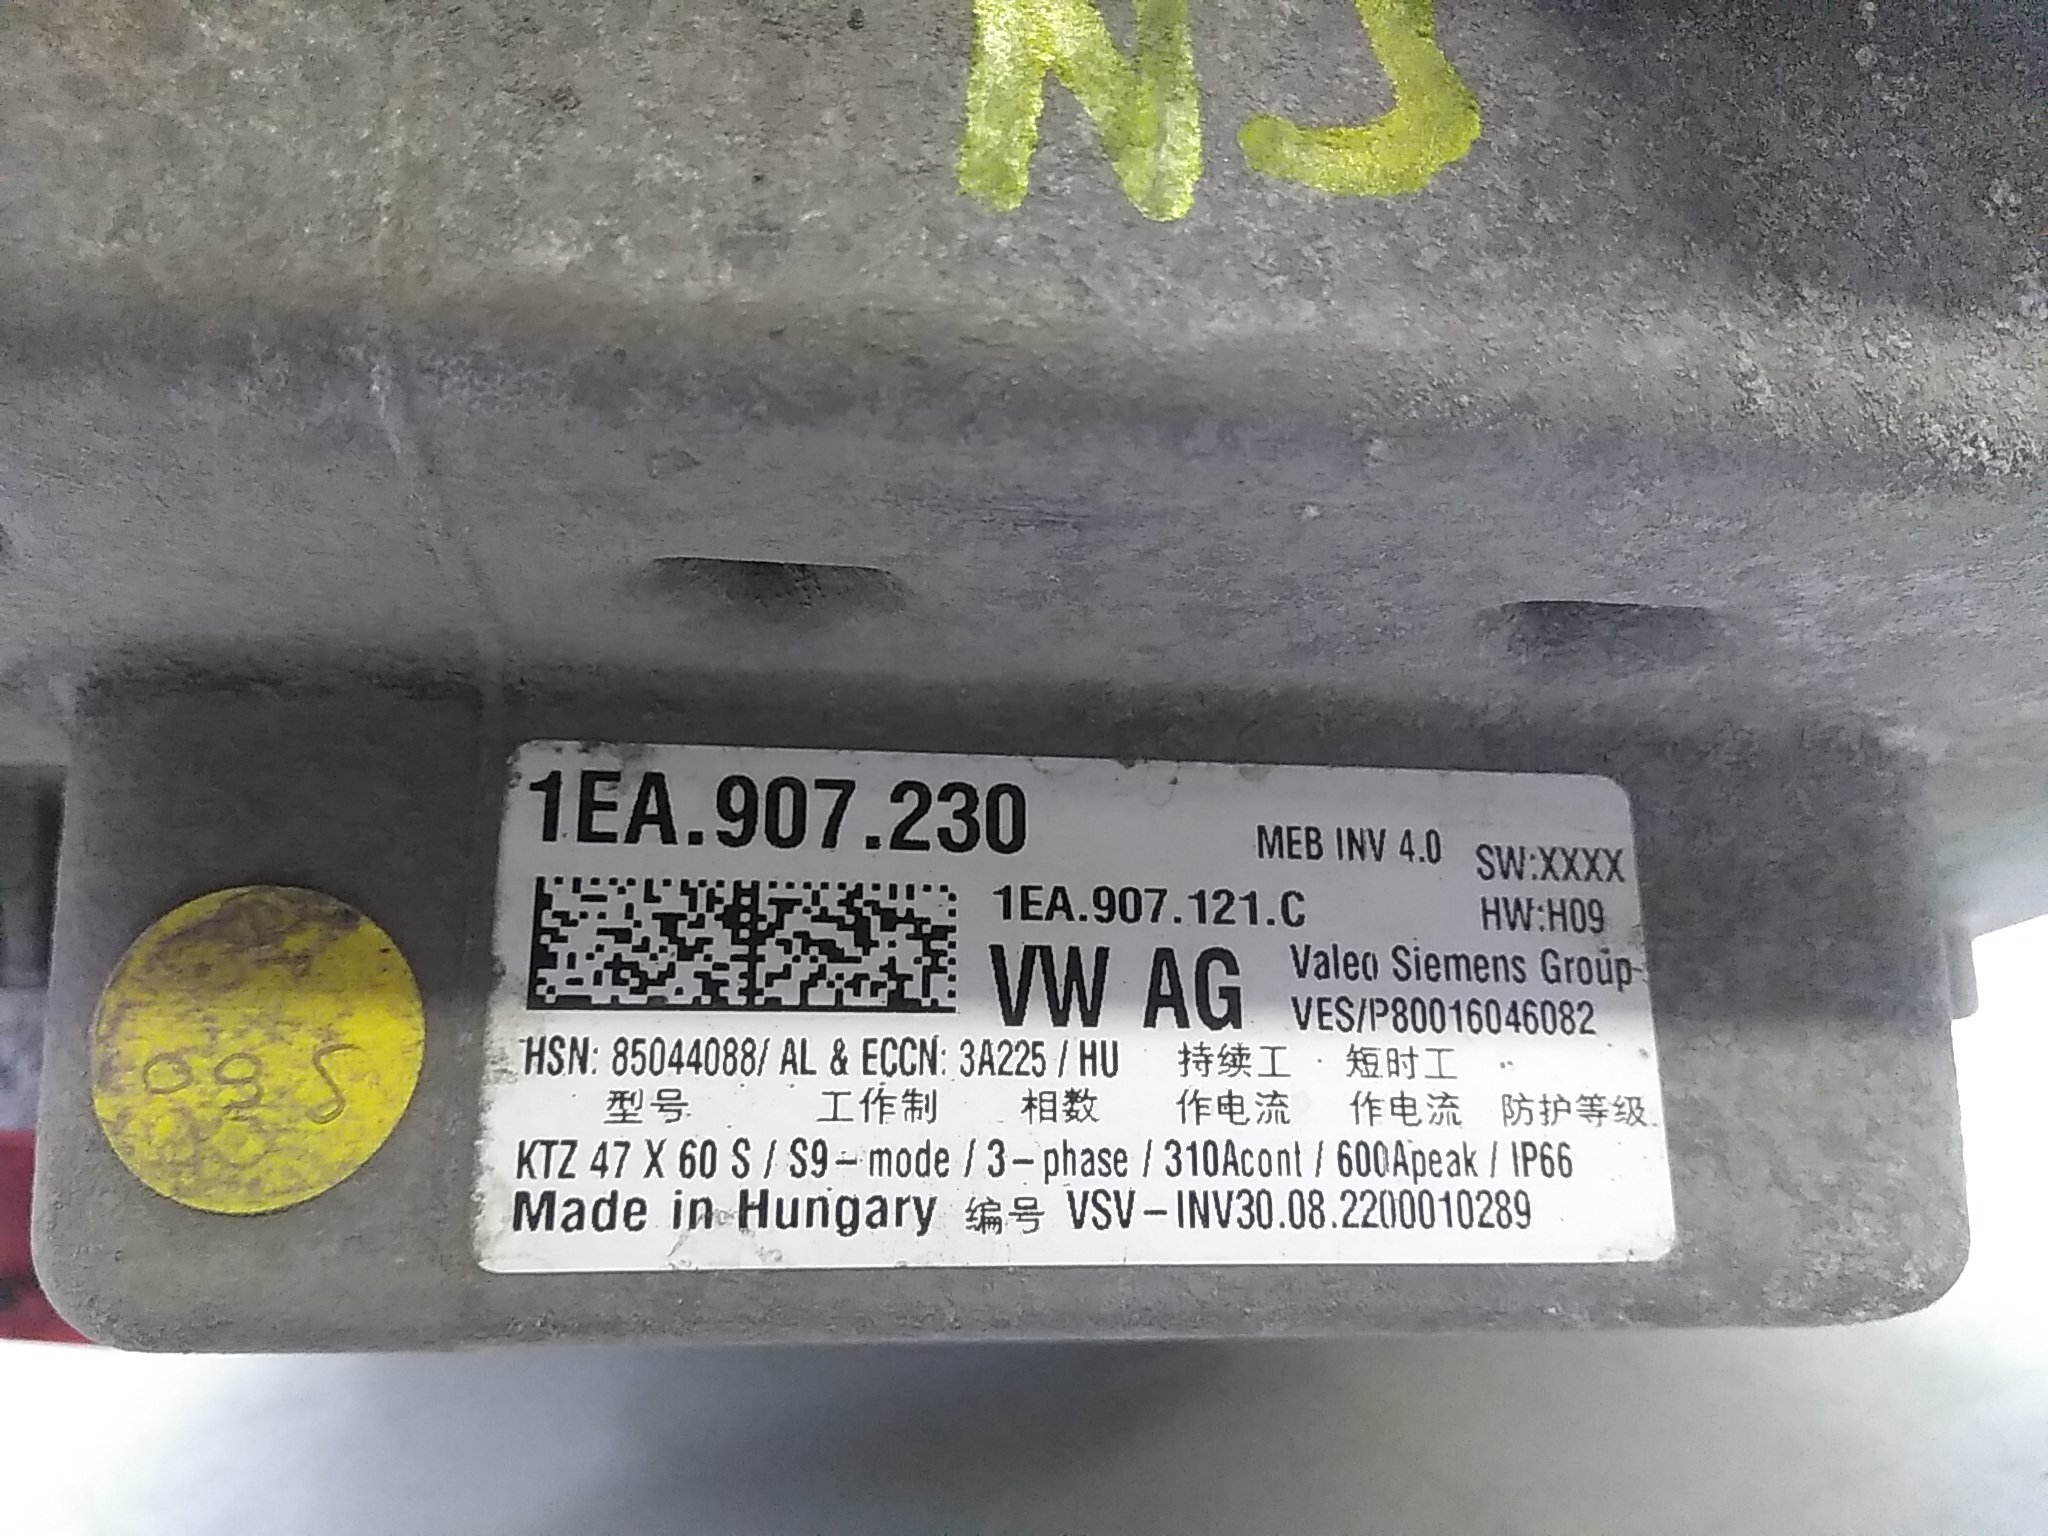 NJ
1EA.907.230
MEB INV 4.0
SW:XXXX
1EA.907.121.C
HW:H09
VW AG
Valeo Siemens Group
VES/P80016046082
HSN: 85044088/ AL & ECCN: 3A225 / HU 持续工 短时工
型号 工作制 相数 作电流 作电流 防护等级
KTZ 47 X 60 S / S9-mode / 3-phase / 310Acont / 600Apeak / IP66
Made in Hungary 编号 VSV-INV30.08.2200010289